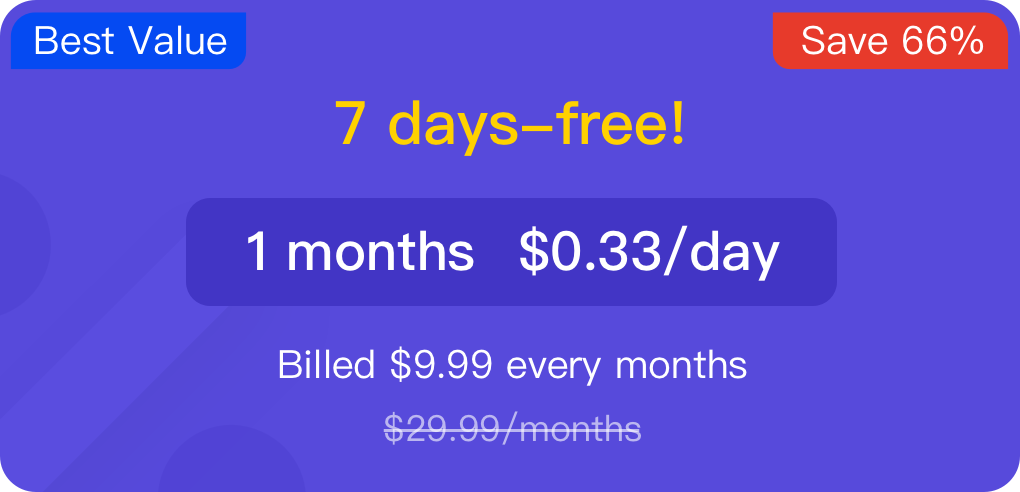 Best Value
Save 66%
7 days–free!
1 months $0.33/day
Billed $9.99 every months
$29.99/months